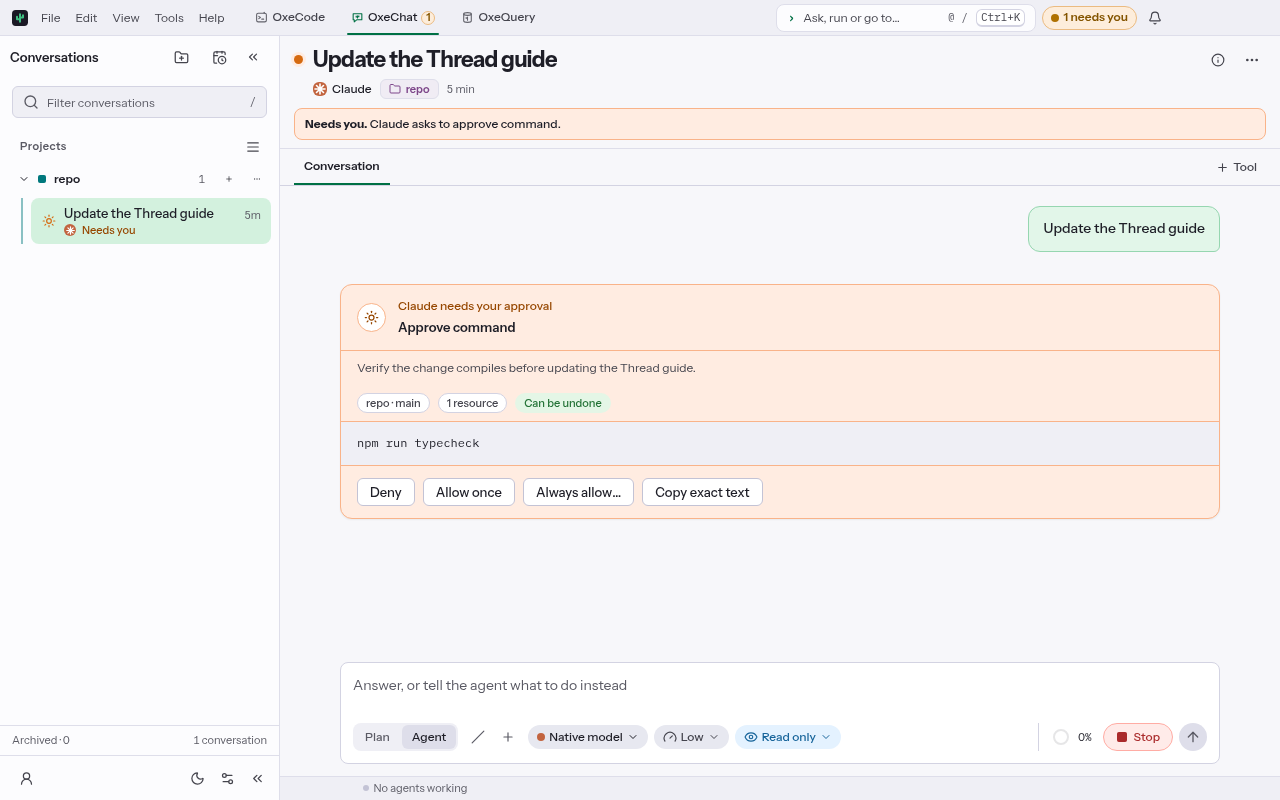 File Edit View Tools Help
OxeCode
OxeChat 1
OxeQuery
Ask, run or go to... @ / Ctrl+K
1 needs you
Conversations
Filter conversations /
Projects
repo 1
Update the Thread guide 5m
Needs you
Archived · 0 1 conversation
Update the Thread guide
Claude repo 5 min
Needs you. Claude asks to approve command.
Conversation
+ Tool
Update the Thread guide
Claude needs your approval
Approve command
Verify the change compiles before updating the Thread guide.
repo · main 1 resource Can be undone
npm run typecheck
Deny Allow once Always allow... Copy exact text
Answer, or tell the agent what to do instead
Plan Agent Native model Low Read only 0% Stop
No agents working